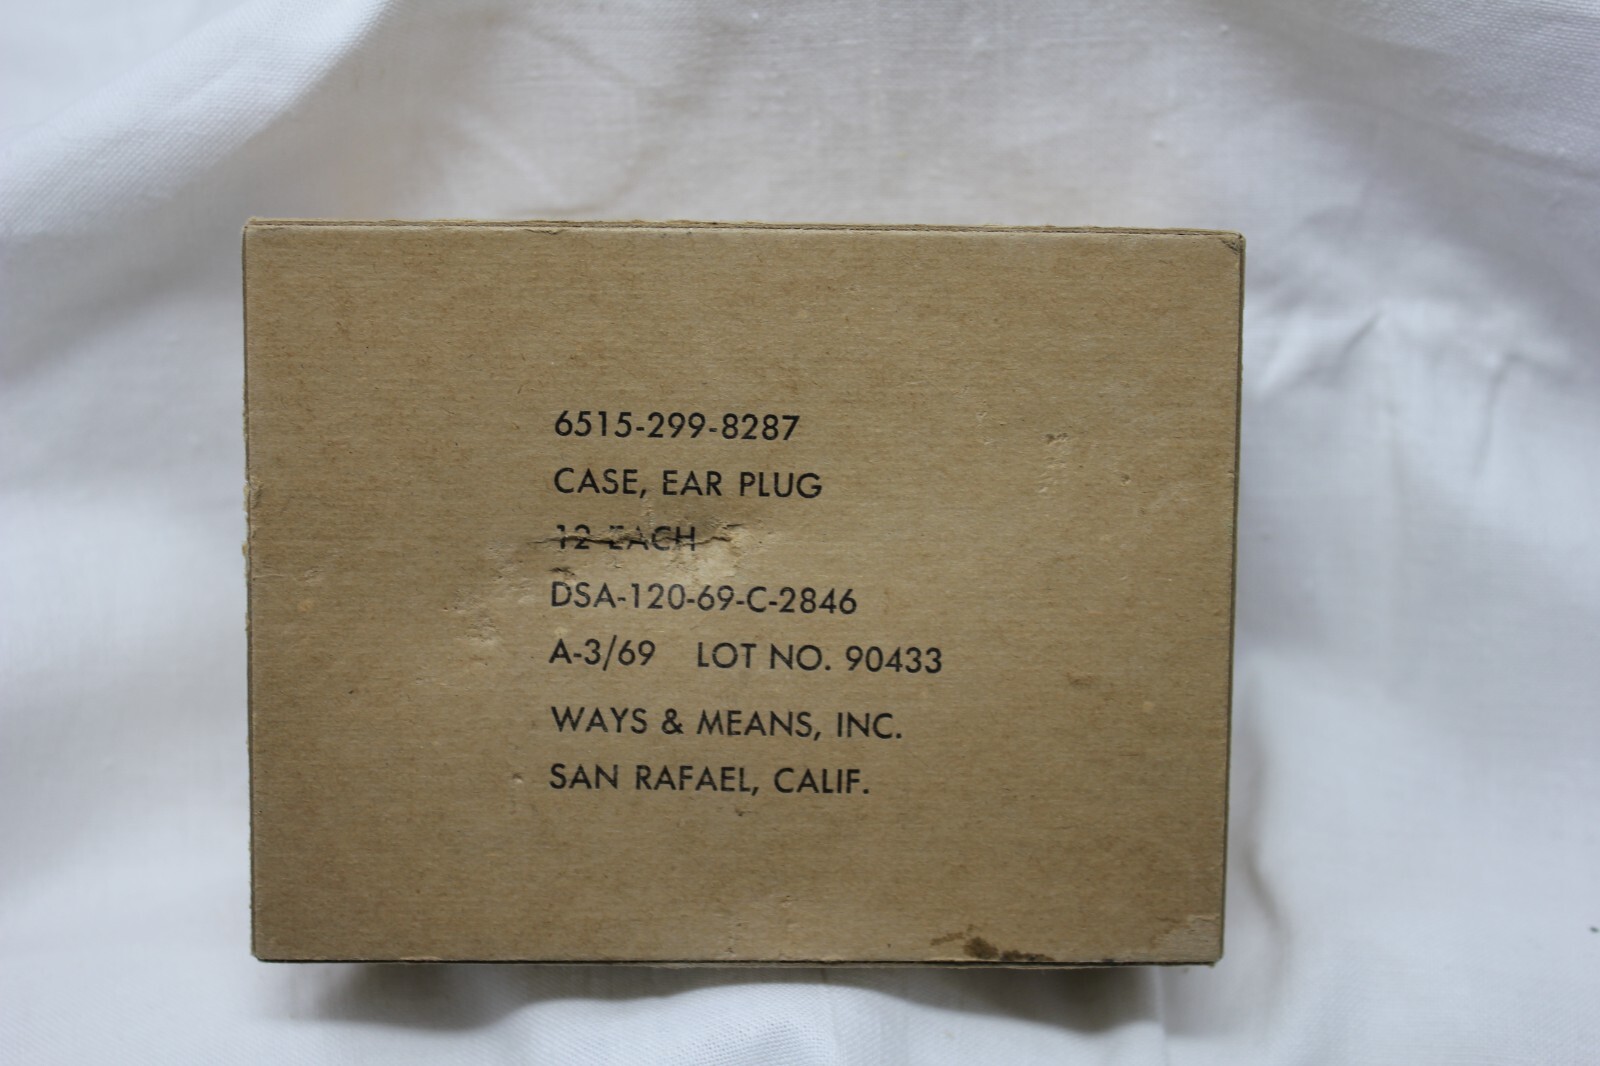 6515-299-8287
CASE, EAR PLUG
12 EACH
DSA-120-69-C-2846
A-3/69 LOT NO. 90433
WAYS & MEANS, INC.
SAN RAFAEL, CALIF.